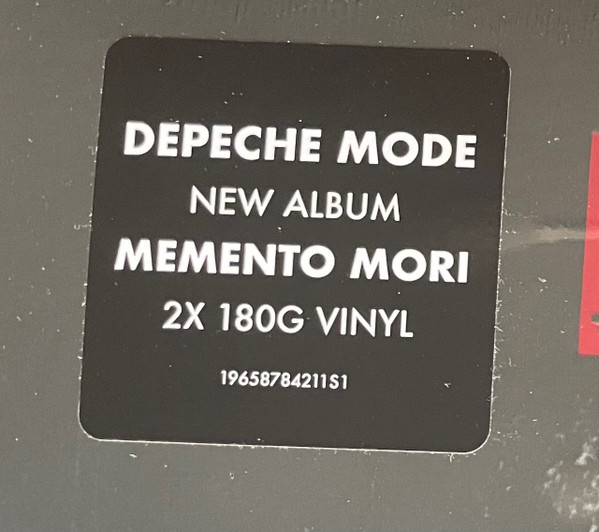 DEPECHE MODE
NEW ALBUM
MEMENTO MORI
2X 180G VINYL
19658784211S1